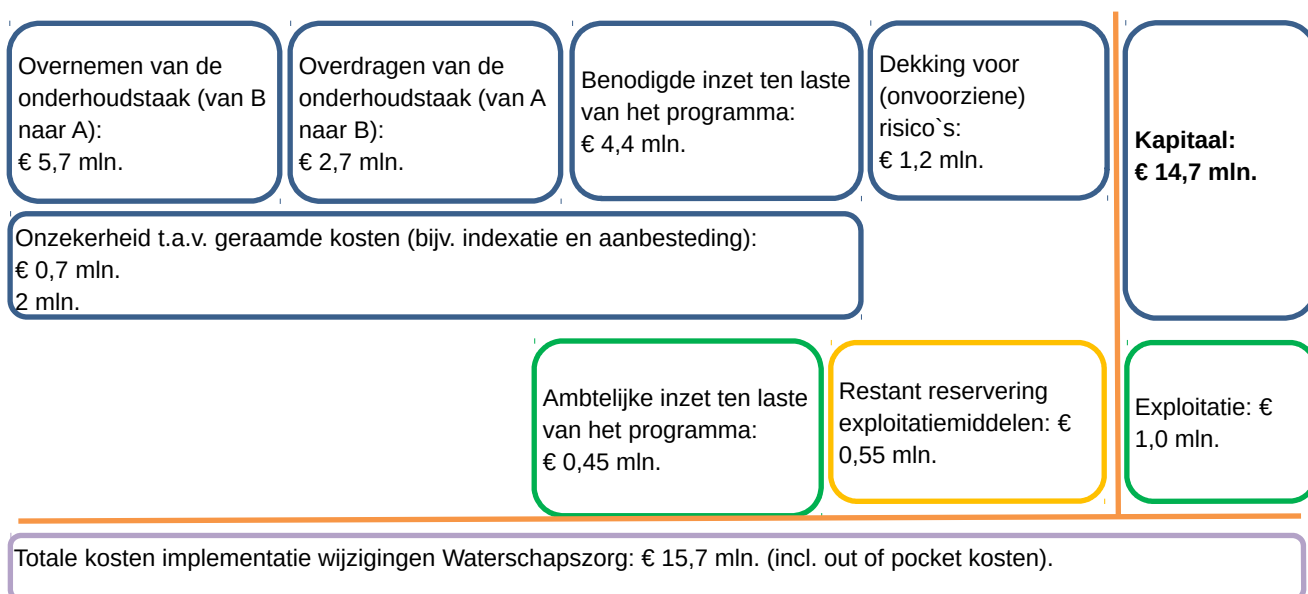 Overnemen van de
onderhoudstaak (van B
naar A):
€ 5,7 mln.
Overdragen van de
onderhoudstaak (van A
naar B):
€ 2,7 mln.
Benodigde inzet ten laste
van het programma:
€ 4,4 mln.
Dekking voor
(onvoorziene)
risico`s:
€ 1,2 mln.
Kapitaal:
€ 14,7 mln.
Onzekerheid t.a.v. geraamde kosten (bijv. indexatie en aanbesteding):
€ 0,7 mln.
2 mln.
Ambtelijke inzet ten laste
van het programma:
€ 0,45 mln.
Restant reservering
exploitatiemiddelen: €
0,55 mln.
Exploitatie: €
1,0 mln.
Totale kosten implementatie wijzigingen Waterschapszorg: € 15,7 mln. (incl. out of pocket kosten).